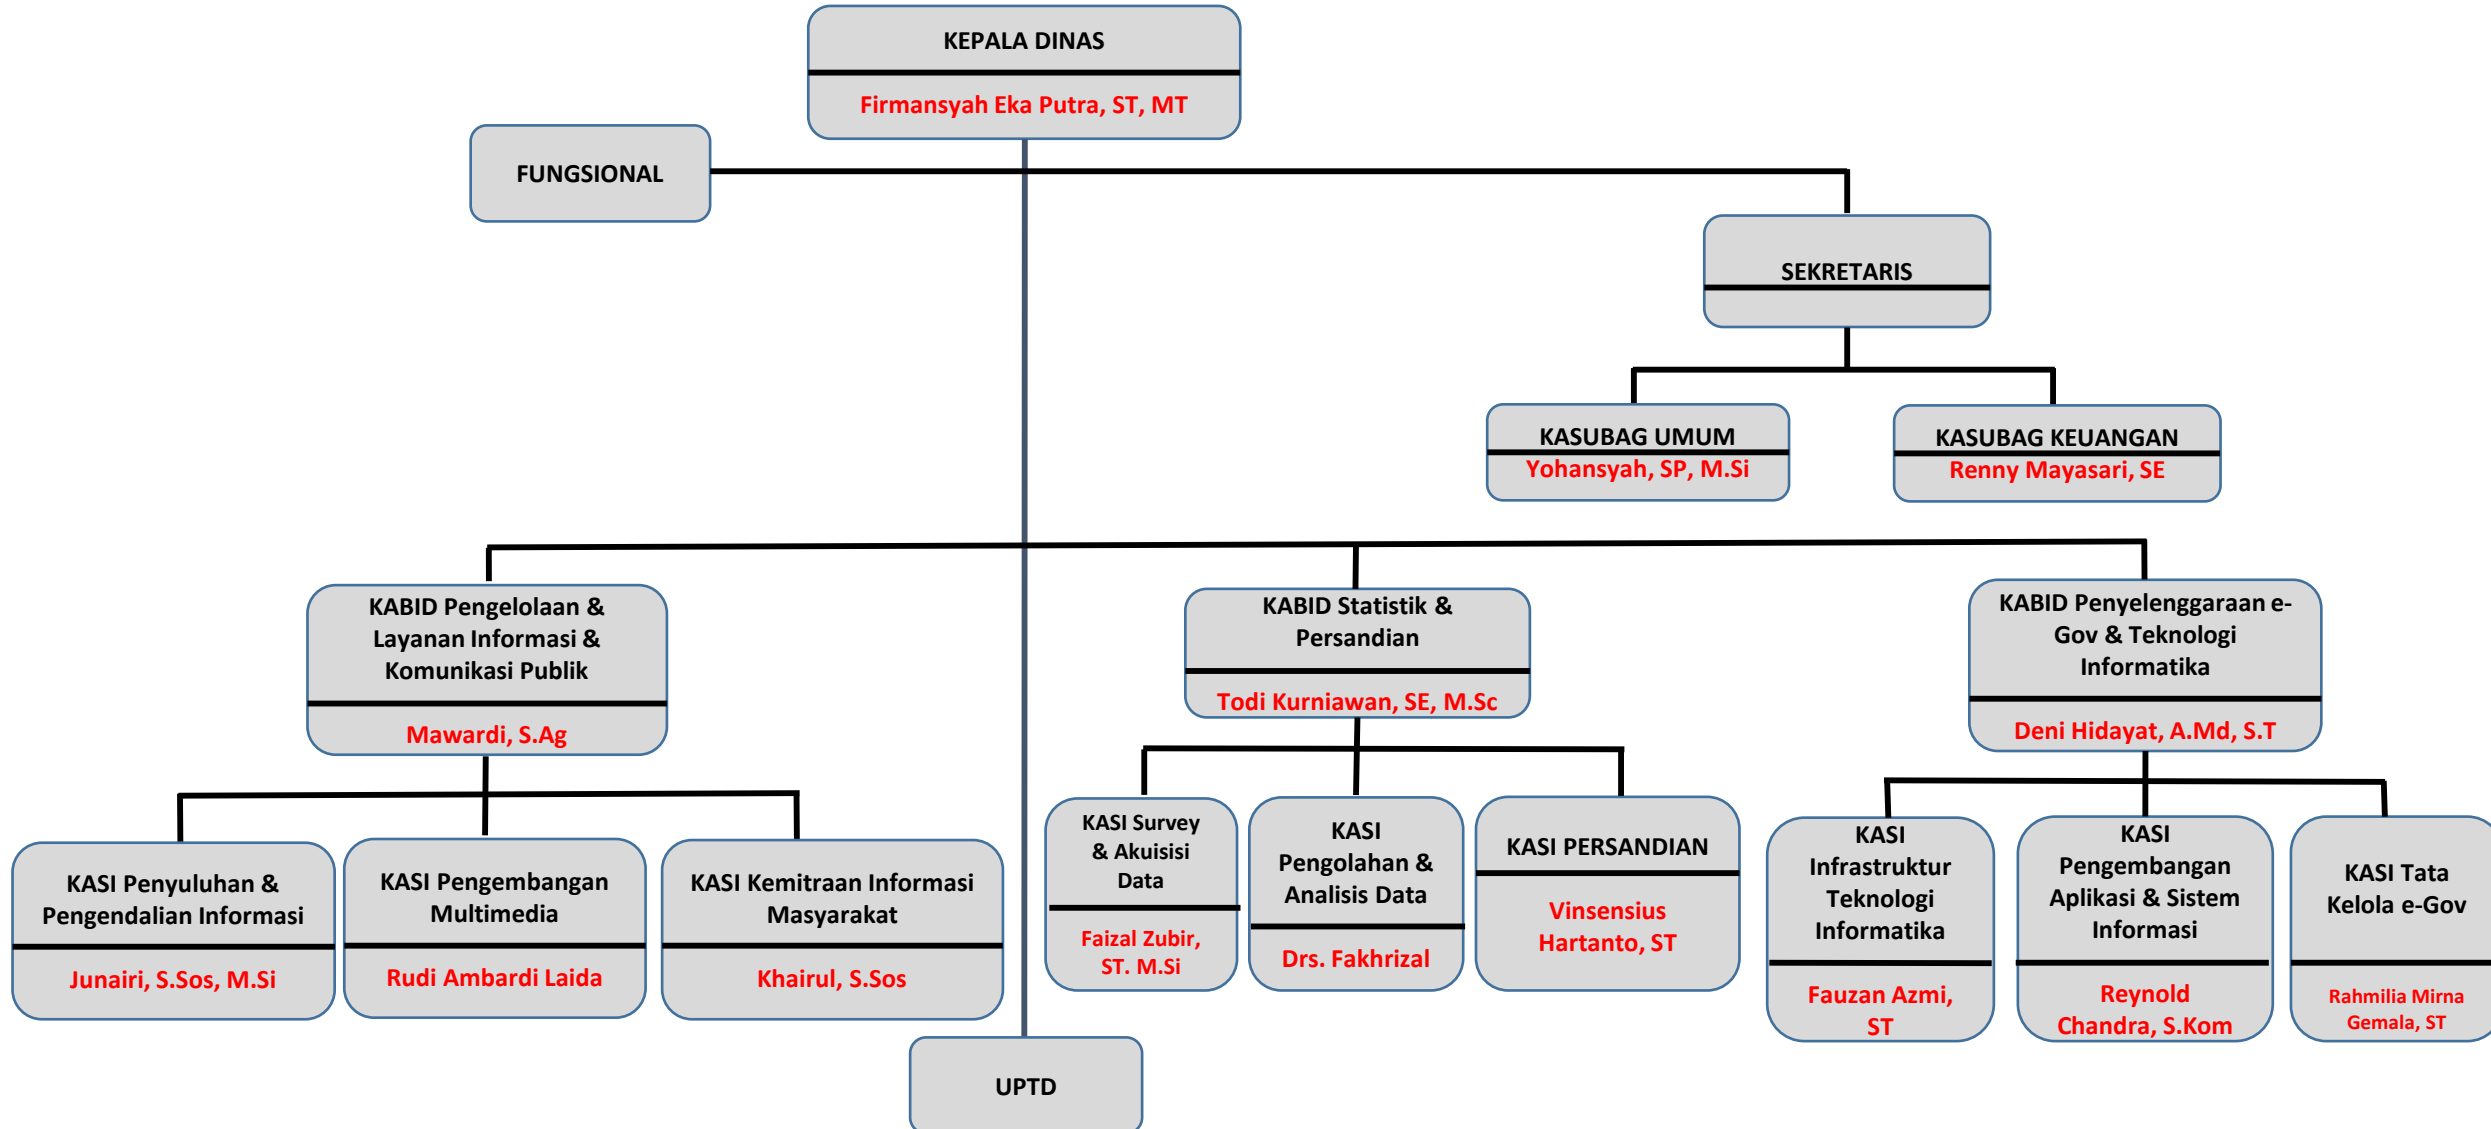 KEPALA DINAS
Firmansyah Eka Putra, ST, MT
FUNGSIONAL
SEKRETARIS
KASUBAG UMUM
Yohansyah, SP, M.Si
KASUBAG KEUANGAN
Renny Mayasari, SE
KABID Pengelolaan &
Layanan Informasi &
Komunikasi Publik
Mawardi, S.Ag
KABID Statistik &
Persandian
Todi Kurniawan, SE, M.Sc
KABID Penyelenggaraan e-
Gov & Teknologi
Informatika
Deni Hidayat, A.Md, S.T
KASI Penyuluhan &
Pengendalian Informasi
Junairi, S.Sos, M.Si
KASI Pengembangan
Multimedia
Rudi Ambardi Laida
KASI Kemitraan Informasi
Masyarakat
Khairul, S.Sos
KASI Survey
& Akuisisi
Data
Faizal Zubir,
ST. M.Si
KASI
Pengolahan &
Analisis Data
Drs. Fakhrizal
KASI PERSANDIAN
Vinsensius
Hartanto, ST
KASI
Infrastruktur
Teknologi
Informatika
Fauzan Azmi,
ST
KASI
Pengembangan
Aplikasi & Sistem
Informasi
Reynold
Chandra, S.Kom
KASI Tata
Kelola e-Gov
Rahmilia Mirna
Gemala, ST
UPTD